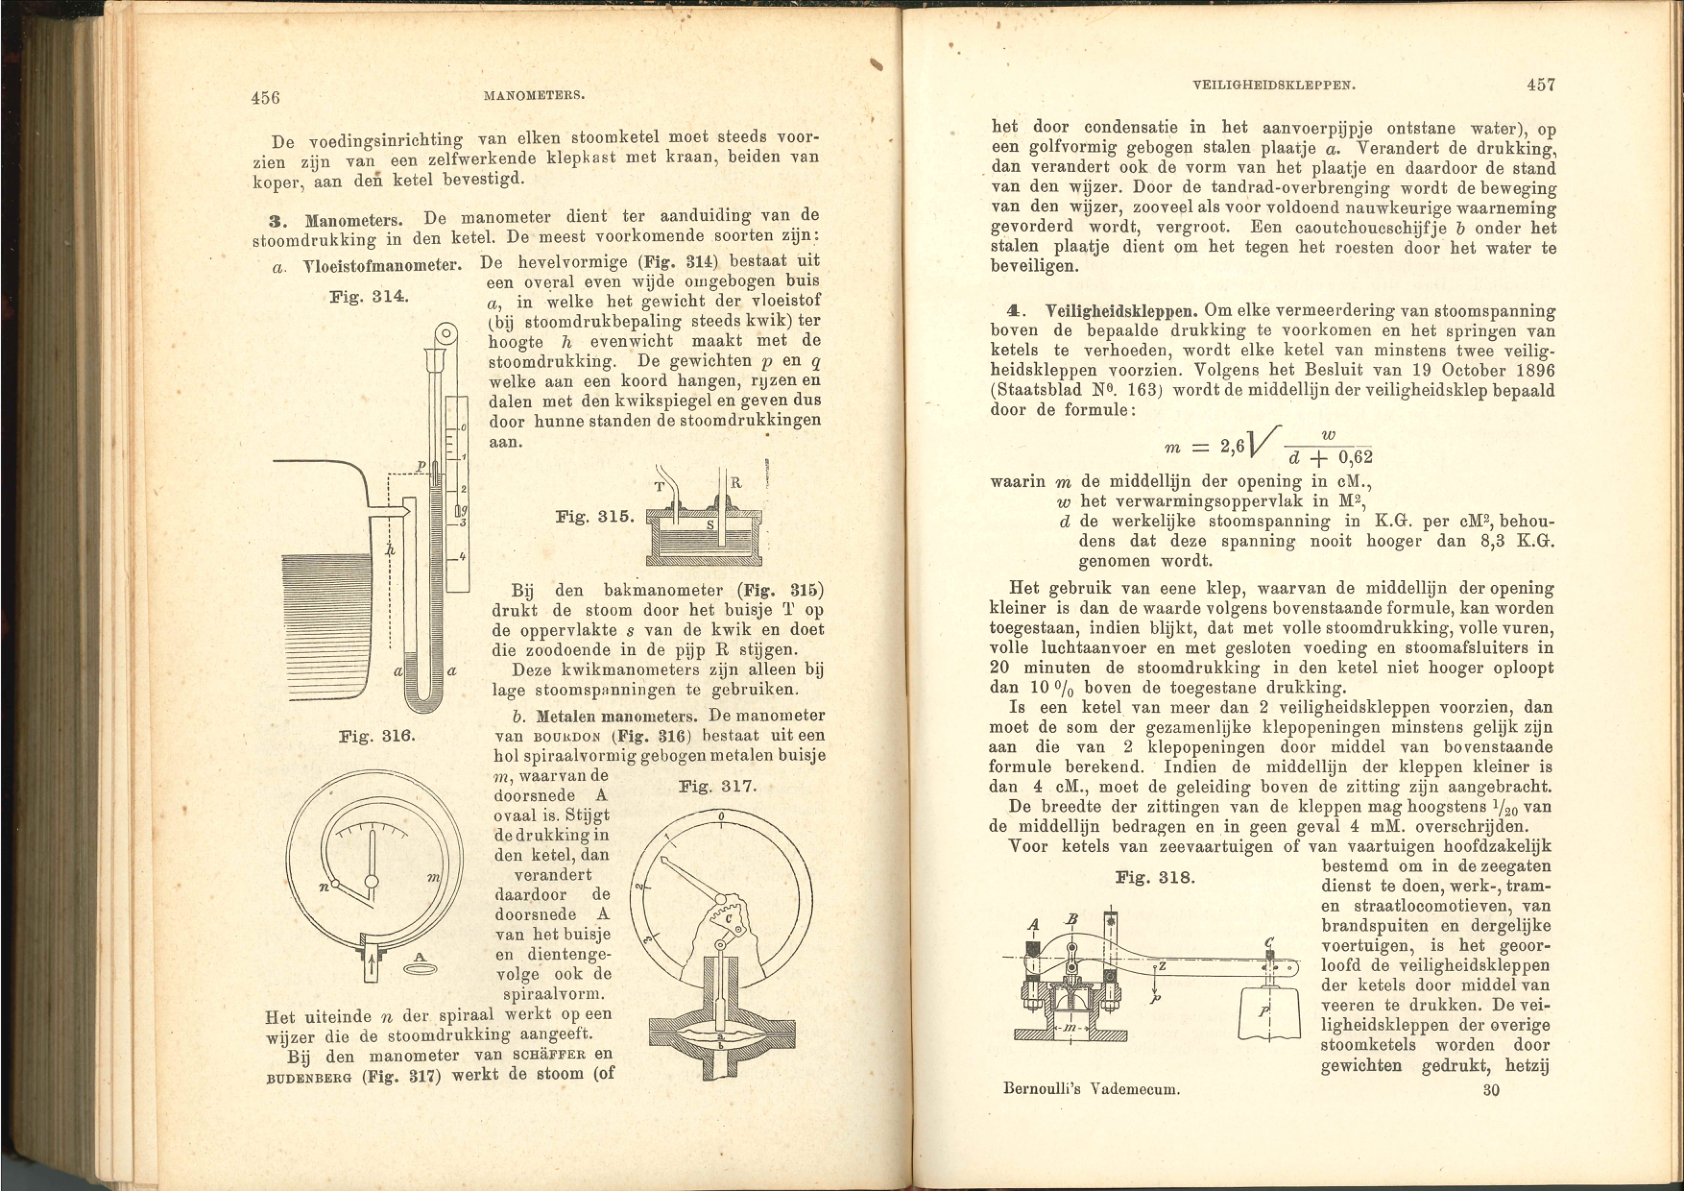 456 MANOMETERS.
De voedingsinrichting van elken stoomketel moet steeds voor-
zien zijn van een zelfwerkende klepkast met kraan, beiden van
koper, aan den ketel bevestigd.
3. Manometers. De manometer dient ter aanduiding van de
stoomdrukking in den ketel. De meest voorkomende soorten zijn:
a. Vloeistofmanometer. De hevelvormige (Fig. 314) bestaat uit
een overal even wijde omgebogen buis
a, in welke het gewicht der vloeistof
(bij stoomdrukbepaling steeds kwik) ter
hoogte h evenwicht maakt met de
stoomdrukking. De gewichten p en q
welke aan een koord hangen, rijzen en
dalen met den kwikspiegel en geven dus
door hunne standen de stoomdrukkingen
aan.
Fig. 314.
0
1
p
2
g
3
h
4
a a
T R
Fig. 315.
S
Bij den bakmanometer (Fig. 315)
drukt de stoom door het buisje T op
de oppervlakte s van de kwik en doet
die zoodoende in de pijp R stijgen.
Deze kwikmanometers zijn alleen bij
lage stoomspanningen te gebruiken.
b. Metalen manometers. De manometer
van BOURDON (Fig. 316) bestaat uit een
hol spiraalvormig gebogen metalen buisje
m, waarvan de
doorsnede A
ovaal is. Stijgt
de drukking in
den ketel, dan
verandert
daardoor de
doorsnede A
van het buisje
en dientenge-
volge ook de
spiraalvorm.
Fig. 316.
n m
A
Fig. 317.
0
1
2
3
C
a
b
Het uiteinde n der spiraal werkt op een
wijzer die de stoomdrukking aangeeft.
Bij den manometer van SCHÄFFER en
BUDENBERG (Fig. 317) werkt de stoom (of
VEILIGHEIDSKLEPPEN. 457
het door condensatie in het aanvoerpijpje ontstane water), op
een golfvormig gebogen stalen plaatje a. Verandert de drukking,
dan verandert ook de vorm van het plaatje en daardoor de stand
van den wijzer. Door de tandrad-overbrenging wordt de beweging
van den wijzer, zooveel als voor voldoend nauwkeurige waarneming
gevorderd wordt, vergroot. Een caoutchoucschijfje b onder het
stalen plaatje dient om het tegen het roesten door het water te
beveiligen.
4. Veiligheidskleppen. Om elke vermeerdering van stoomspanning
boven de bepaalde drukking te voorkomen en het springen van
ketels te verhoeden, wordt elke ketel van minstens twee veilig-
heidskleppen voorzien. Volgens het Besluit van 19 October 1896
(Staatsblad N⁰. 163) wordt de middellijn der veiligheidsklep bepaald
door de formule:
m = 2,6 √ w / d + 0,62
waarin m de middellijn der opening in cM.,
w het verwarmingsoppervlak in M²,
d de werkelijke stoomspanning in K.G. per cM², behou-
dens dat deze spanning nooit hooger dan 8,3 K.G.
genomen wordt.
Het gebruik van eene klep, waarvan de middellijn der opening
kleiner is dan de waarde volgens bovenstaande formule, kan worden
toegestaan, indien blijkt, dat met volle stoomdrukking, volle vuren,
volle luchtaanvoer en met gesloten voeding en stoomafsluiters in
20 minuten de stoomdrukking in den ketel niet hooger oploopt
dan 10 % boven de toegestane drukking.
Is een ketel van meer dan 2 veiligheidskleppen voorzien, dan
moet de som der gezamenlijke klepopeningen minstens gelijk zijn
aan die van 2 klepopeningen door middel van bovenstaande
formule berekend. Indien de middellijn der kleppen kleiner is
dan 4 cM., moet de geleiding boven de zitting zijn aangebracht.
De breedte der zittingen van de kleppen mag hoogstens 1/20 van
de middellijn bedragen en in geen geval 4 mM. overschrijden.
Voor ketels van zeevaartuigen of van vaartuigen hoofdzakelijk
bestemd om in de zeegaten
dienst te doen, werk-, tram-
en straatlocomotieven, van
brandspuiten en dergelijke
voertuigen, is het geoor-
loofd de veiligheidskleppen
der ketels door middel van
veeren te drukken. De vei-
ligheidskleppen der overige
stoomketels worden door
gewichten gedrukt, hetzij
Fig. 318.
A B C
Z
p
P
m
Bernoulli's Vademecum. 30